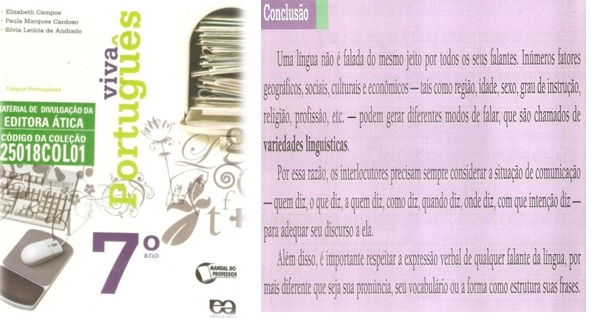 • Elizabeth Campos
• Paula Marques Cardoso
• Silvia Letícia de Andrade
Língua Portuguesa
MATERIAL DE DIVULGAÇÃO DA
EDITORA ÁTICA
CÓDIGO DA COLEÇÃO
25018COL01
viva
Português
7º
ano
MANUAL DO
PROFESSOR
ea
Conclusão
Uma língua não é falada do mesmo jeito por todos os seus falantes. Inúmeros fatores
geográficos, sociais, culturais e econômicos — tais como região, idade, sexo, grau de instrução,
religião, profissão, etc. — podem gerar diferentes modos de falar, que são chamados de
variedades linguísticas.
Por essa razão, os interlocutores precisam sempre considerar a situação de comunicação
— quem diz, o que diz, a quem diz, como diz, quando diz, onde diz, com que intenção diz —
para adequar seu discurso a ela.
Além disso, é importante respeitar a expressão verbal de qualquer falante da língua, por
mais diferente que seja sua pronúncia, seu vocabulário ou a forma como estrutura suas frases.